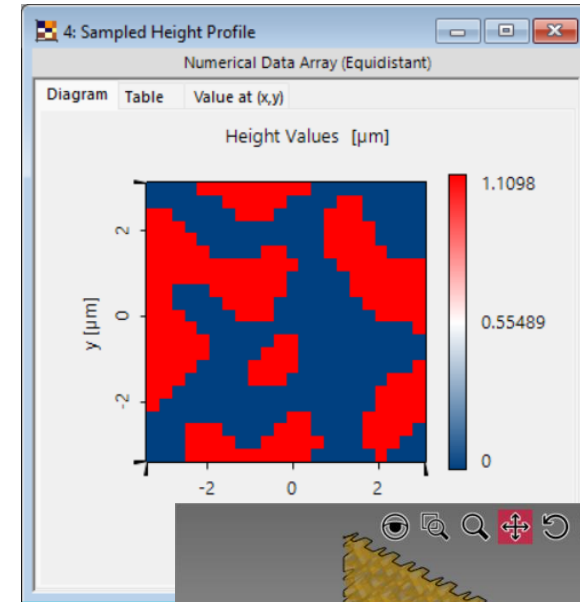 4: Sampled Height Profile
Numerical Data Array (Equidistant)
Diagram Table Value at (x,y)
Height Values [µm]
1.1098
0.55489
0
y [µm]
2
0
-2
-2 0 2